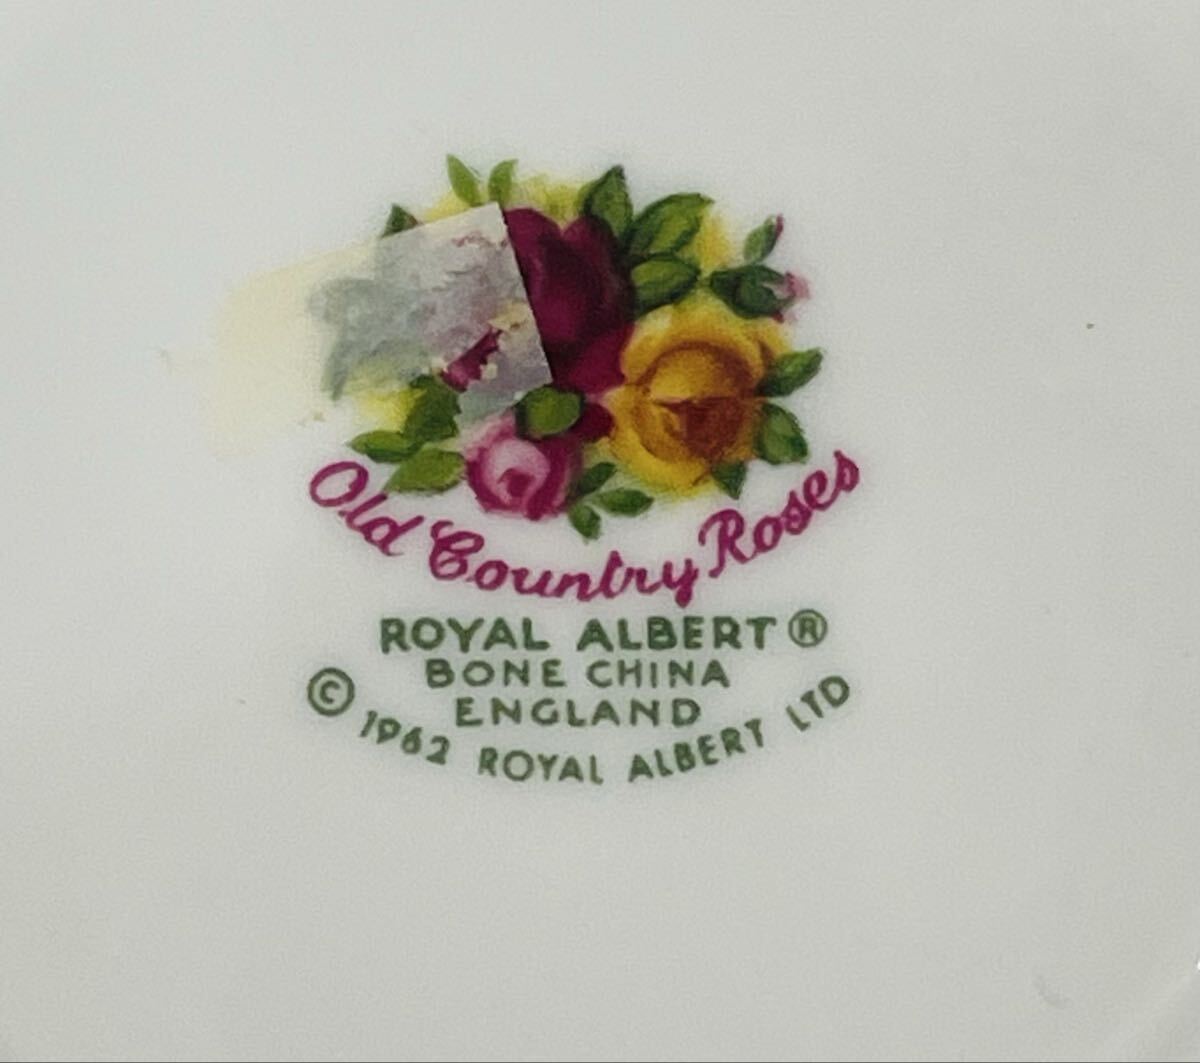 Old Country Roses
ROYAL ALBERT ®
BONE CHINA
ENGLAND
© 1962 ROYAL ALBERT LTD